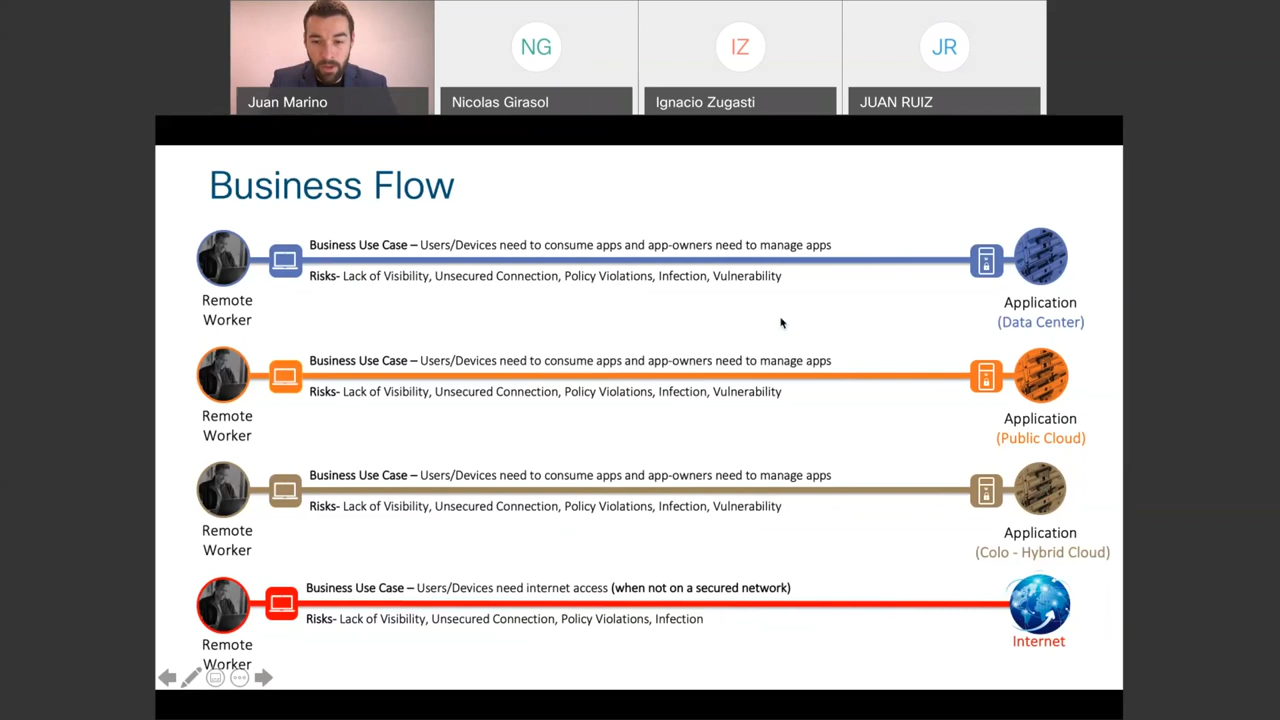 NG
IZ
JR
Juan Marino
Nicolas Girasol
Ignacio Zugasti
JUAN RUIZ
Business Flow
Business Use Case – Users/Devices need to consume apps and app-owners need to manage apps
Risks- Lack of Visibility, Unsecured Connection, Policy Violations, Infection, Vulnerability
Remote
Worker
Application
(Data Center)
Business Use Case – Users/Devices need to consume apps and app-owners need to manage apps
Risks- Lack of Visibility, Unsecured Connection, Policy Violations, Infection, Vulnerability
Remote
Worker
Application
(Public Cloud)
Business Use Case – Users/Devices need to consume apps and app-owners need to manage apps
Risks- Lack of Visibility, Unsecured Connection, Policy Violations, Infection, Vulnerability
Remote
Worker
Application
(Colo - Hybrid Cloud)
Business Use Case – Users/Devices need internet access (when not on a secured network)
Risks- Lack of Visibility, Unsecured Connection, Policy Violations, Infection
Remote
Worker
Internet